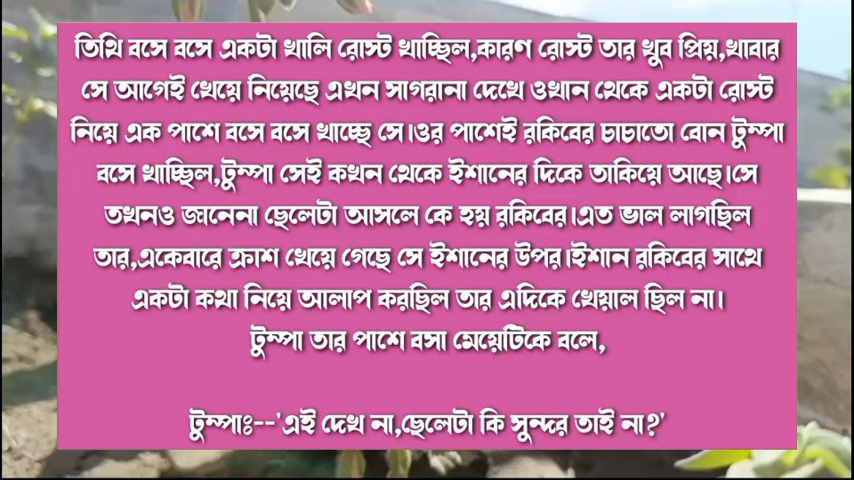 তিথি বসে বসে একটা খালি রোস্ট খাচ্ছিল,কারণ রোস্ট তার খুব প্রিয়,খাবার
সে আগেই খেয়ে নিয়েছে এখন সাগরানা দেখে ওখান থেকে একটা রোস্ট
নিয়ে এক পাশে বসে বসে খাচ্ছে সে।ওর পাশেই রকিবের চাচাতো বোন টুম্পা
বসে খাচ্ছিল,টুম্পা সেই কখন থেকে ইশানের দিকে তাকিয়ে আছে।সে
তখনও জানেনা ছেলেটা আসলে কে হয় রকিবের।এত ভাল লাগছিল
তার,একেবারে ক্রাশ খেয়ে গেছে সে ইশানের উপর।ইশান রকিবের সাথে
একটা কথা নিয়ে আলাপ করছিল তার এদিকে খেয়াল ছিল না।
টুম্পা তার পাশে বসা মেয়েটিকে বলে,
টুম্পাঃ--'এই দেখ না,ছেলেটা কি সুন্দর তাই না?'